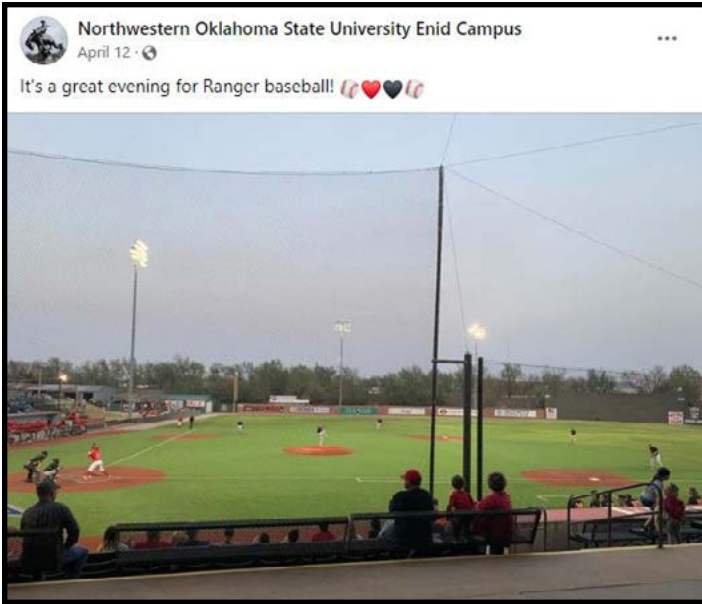 Northwestern Oklahoma State University Enid Campus
April 12 ·
It's a great evening for Ranger baseball!